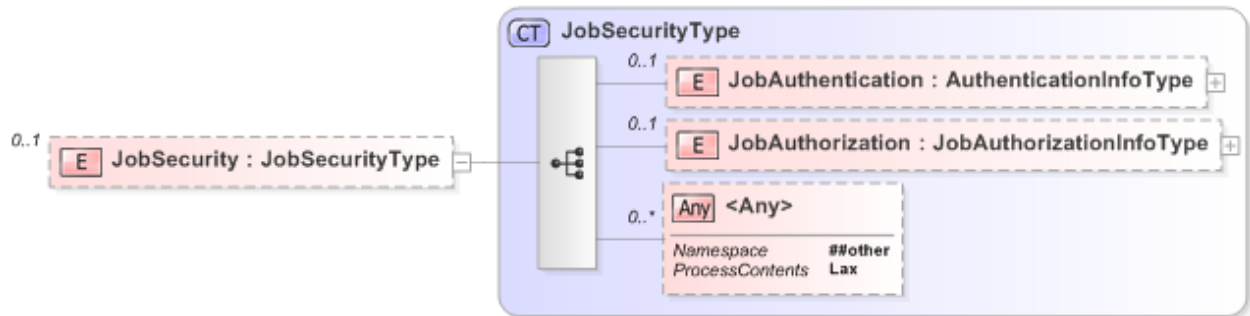 CT JobSecurityType
0..1
E JobAuthentication : AuthenticationInfoType
0..1
E JobSecurity : JobSecurityType
0..1
E JobAuthorization : JobAuthorizationInfoType
0..*
Any <Any>
Namespace ##other
ProcessContents Lax